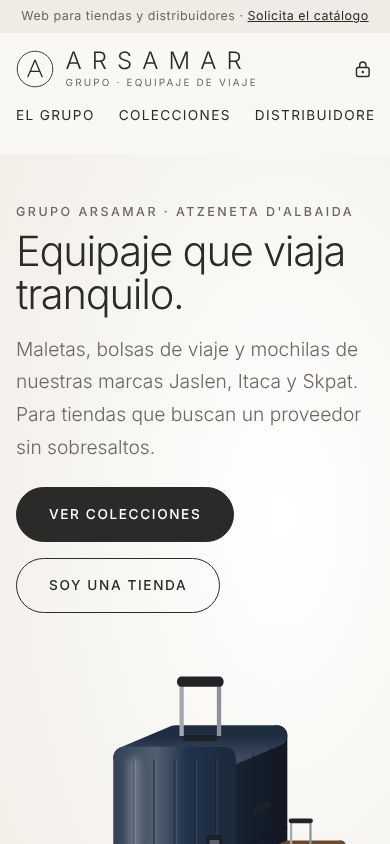 Web para tiendas y distribuidores · Solicita el catálogo
A
ARSAMAR
GRUPO · EQUIPAJE DE VIAJE
EL GRUPO COLECCIONES DISTRIBUIDORE
GRUPO ARSAMAR · ATZENETA D'ALBAIDA
Equipaje que viaja
tranquilo.
Maletas, bolsas de viaje y mochilas de
nuestras marcas Jaslen, Itaca y Skpat.
Para tiendas que buscan un proveedor
sin sobresaltos.
VER COLECCIONES
SOY UNA TIENDA